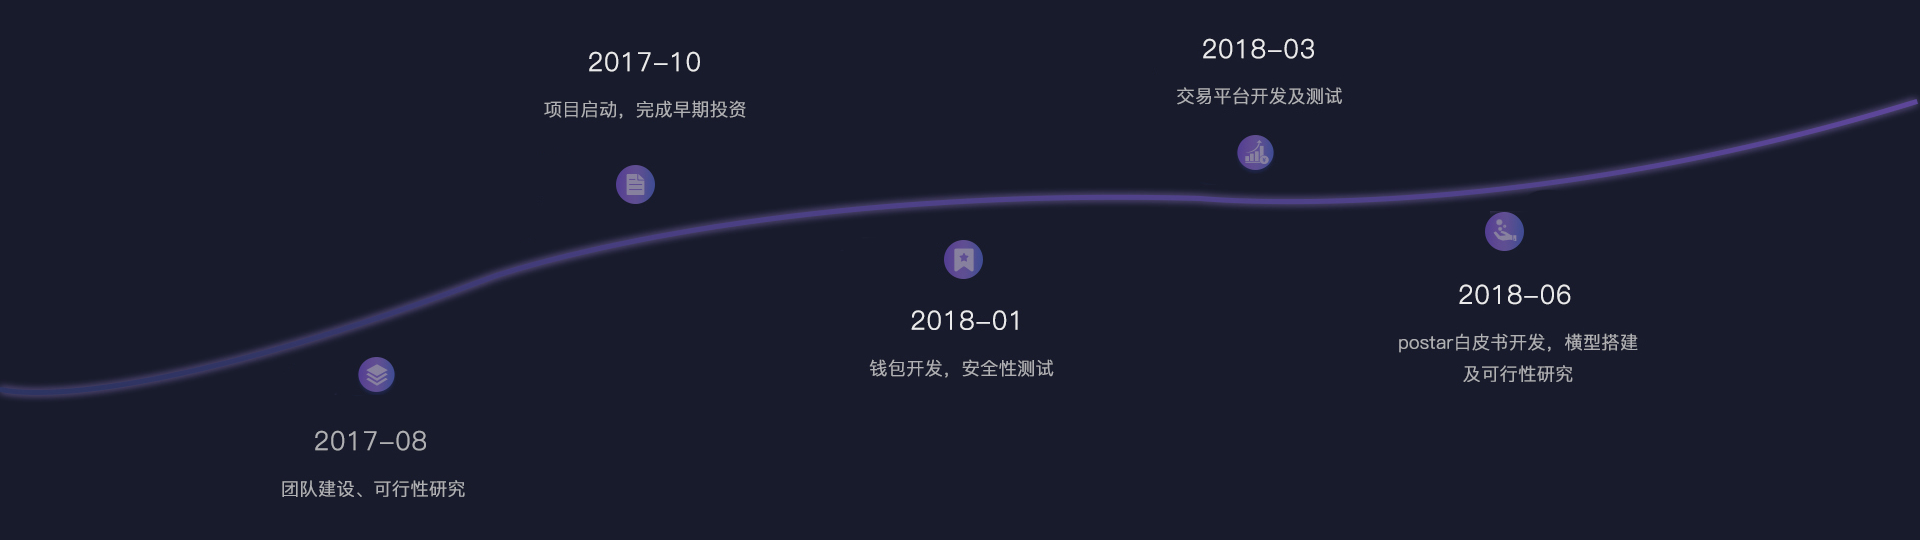 2017-08
团队建设、可行性研究
2017-10
项目启动，完成早期投资
2018-01
钱包开发，安全性测试
2018-03
交易平台开发及测试
2018-06
postar白皮书开发，横型搭建
及可行性研究